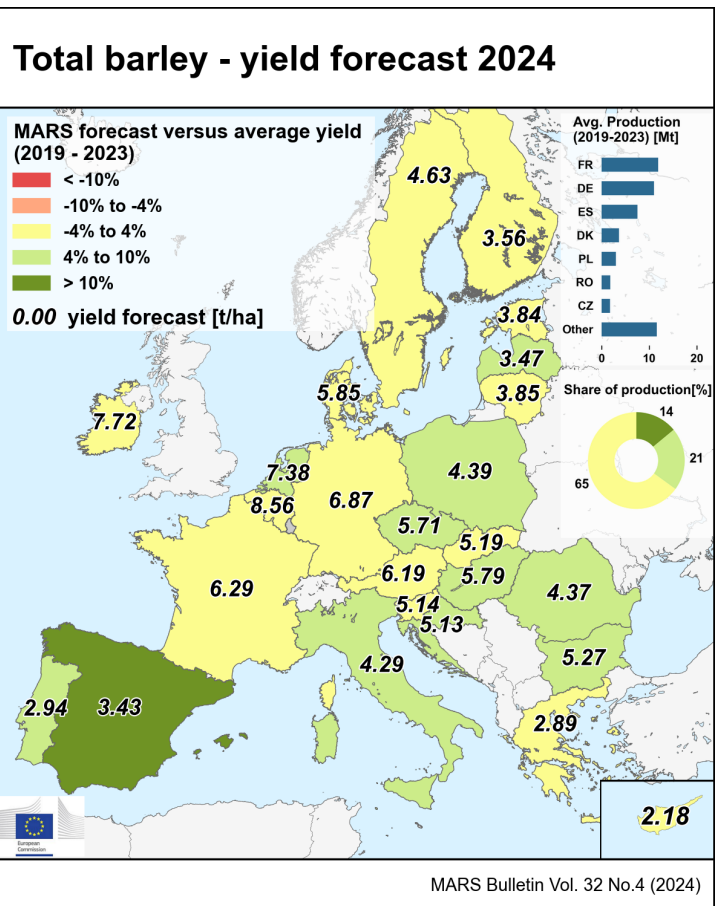 Total barley - yield forecast 2024
MARS forecast versus average yield
(2019 - 2023)
< -10%
-10% to -4%
-4% to 4%
4% to 10%
> 10%
0.00 yield forecast [t/ha]
Avg. Production
(2019-2023) [Mt]
FR
DE
ES
DK
PL
RO
CZ
Other
0 10 20
Share of production[%]
14
21
65
4.63
3.56
3.84
3.47
3.85
5.85
7.72
7.38
8.56
6.87
4.39
5.71
5.19
6.29
6.19
5.79
4.37
5.14
5.13
4.29
5.27
2.94
3.43
2.89
2.18
European
Commission
MARS Bulletin Vol. 32 No.4 (2024)